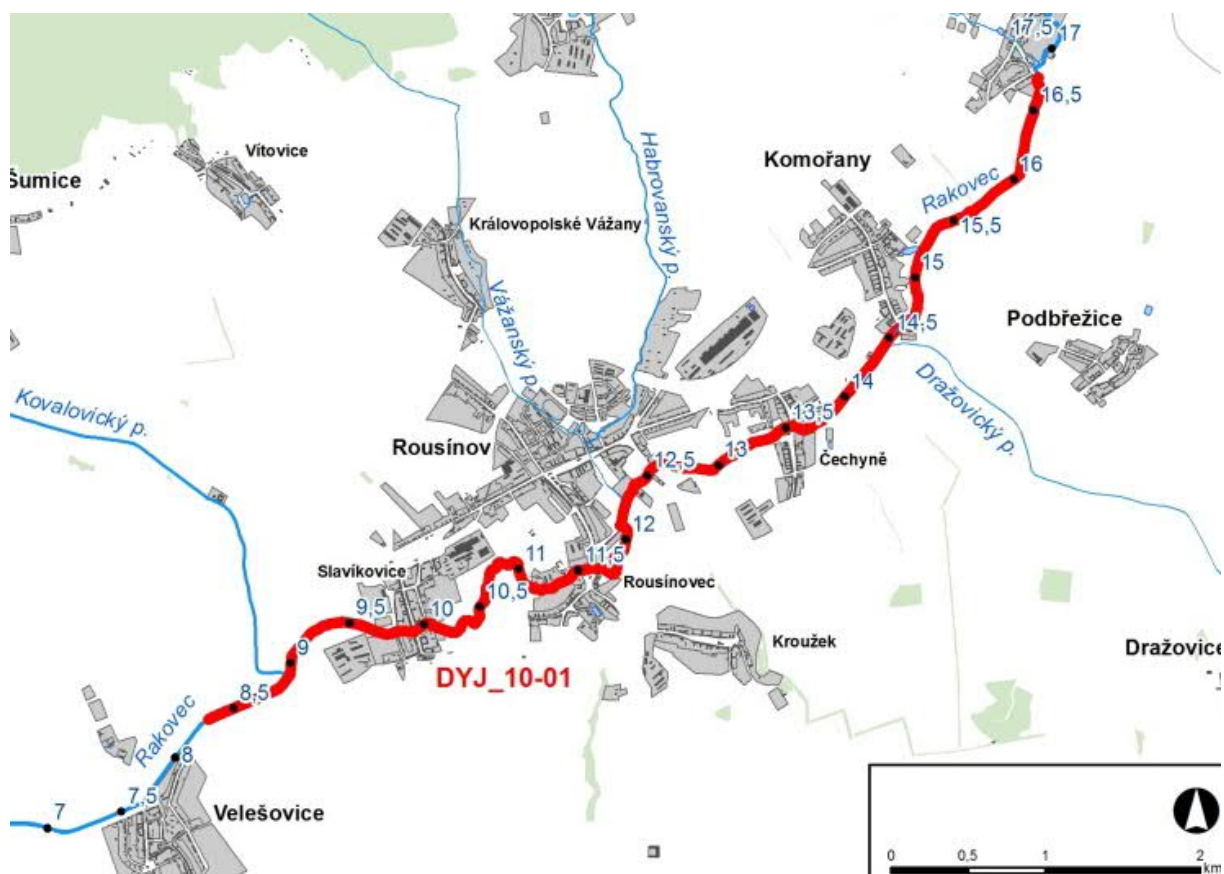 17,5
17
16,5
Habrovanský p.
Vítovice
Komořany
16
Šumice
Rakovec
Královopolské Vážany
15,5
15
Vážanský p.
Podbřežice
14,5
Dražovický p.
14
Kovalovický p.
13,5
Rousínov
12,5
13
Čechyně
12
11
11,5
Slavíkovice
Rousínovec
10,5
9,5
10
Kroužek
9
Dražovice
DYJ_10-01
8,5
Rakovec
8
7,5
7
Velešovice
0 0,5 1 2
km